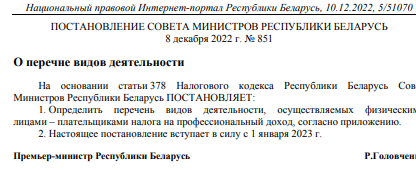 Национальный правовой Интернет-портал Республики Беларусь, 10.12.2022, 5/51070
ПОСТАНОВЛЕНИЕ СОВЕТА МИНИСТРОВ РЕСПУБЛИКИ БЕЛАРУСЬ
8 декабря 2022 г. № 851
О перечне видов деятельности
На основании статьи 378 Налогового кодекса Республики Беларусь Сове
Министров Республики Беларусь ПОСТАНОВЛЯЕТ:
1. Определить перечень видов деятельности, осуществляемых физическим
лицами – плательщиками налога на профессиональный доход, согласно приложению.
2. Настоящее постановление вступает в силу с 1 января 2023 г.
Премьер-министр Республики Беларусь Р.Головчен